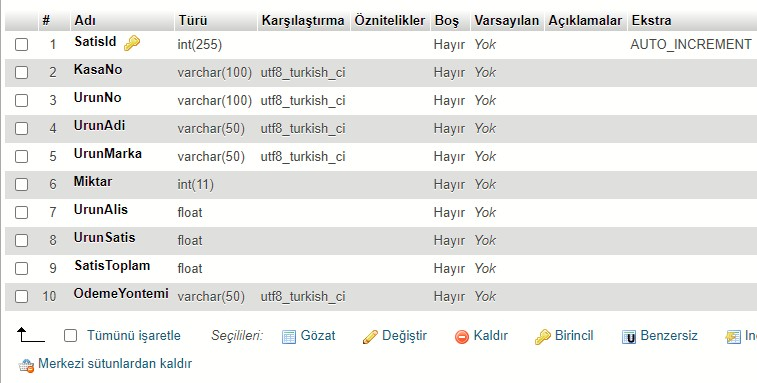 # Adı Türü Karşılaştırma Öznitelikler Boş Varsayılan Açıklamalar Ekstra
1 SatisId int(255) Hayır Yok AUTO_INCREMENT
2 KasaNo varchar(100) utf8_turkish_ci Hayır Yok
3 UrunNo varchar(100) utf8_turkish_ci Hayır Yok
4 UrunAdi varchar(50) utf8_turkish_ci Hayır Yok
5 UrunMarka varchar(50) utf8_turkish_ci Hayır Yok
6 Miktar int(11) Hayır Yok
7 UrunAlis float Hayır Yok
8 UrunSatis float Hayır Yok
9 SatisToplam float Hayır Yok
10 OdemeYontemi varchar(50) utf8_turkish_ci Hayır Yok
Tümünü işaretle Seçilileri: Gözat Değiştir Kaldır Birincil Benzersiz
Merkezi sütunlardan kaldır